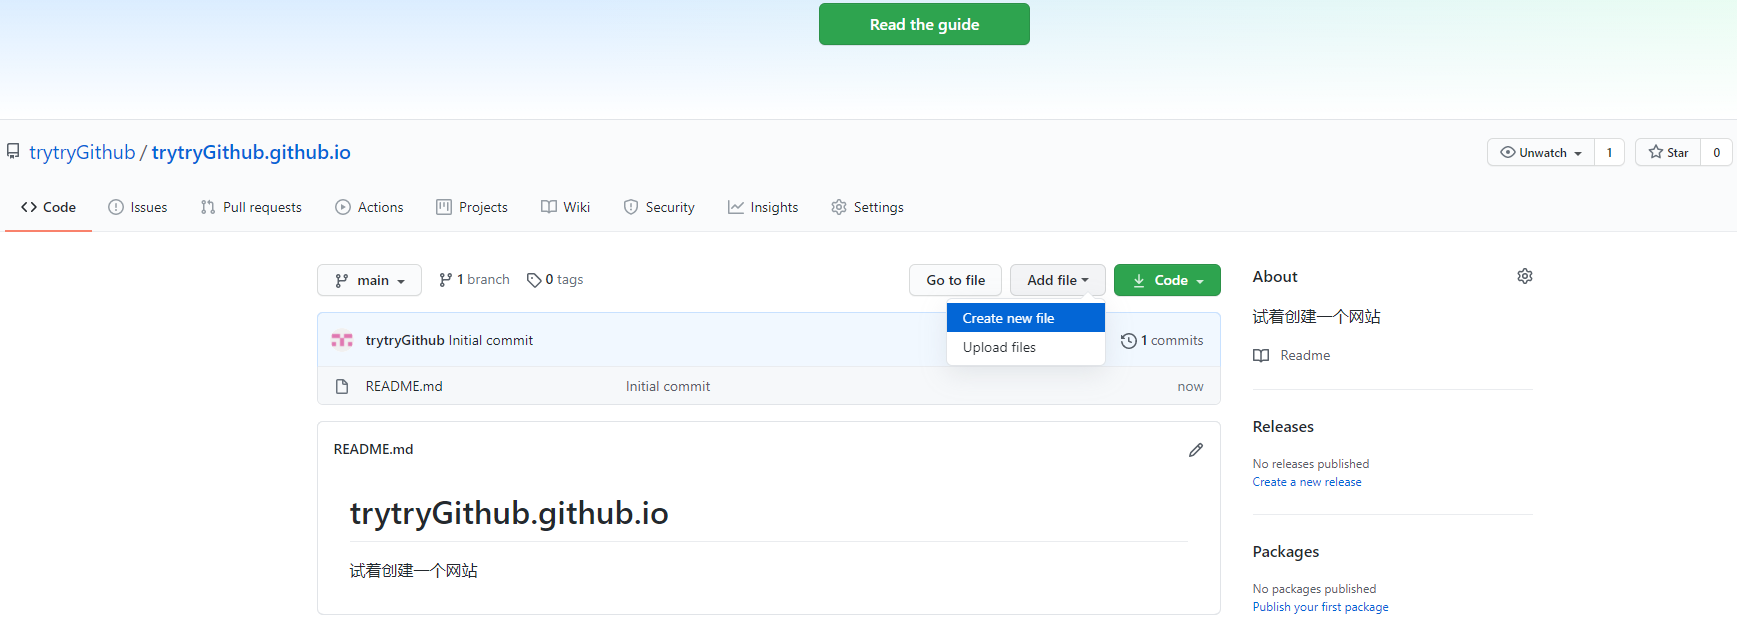 Read the guide
trytryGithub / trytryGithub.github.io
Unwatch 1 Star 0
Code Issues Pull requests Actions Projects Wiki Security Insights Settings
main 1 branch 0 tags Go to file Add file Code
Create new file
Upload files
trytryGithub Initial commit 1 commits
README.md Initial commit now
README.md
trytryGithub.github.io
试着创建一个网站
About
试着创建一个网站
Readme
Releases
No releases published
Create a new release
Packages
No packages published
Publish your first package